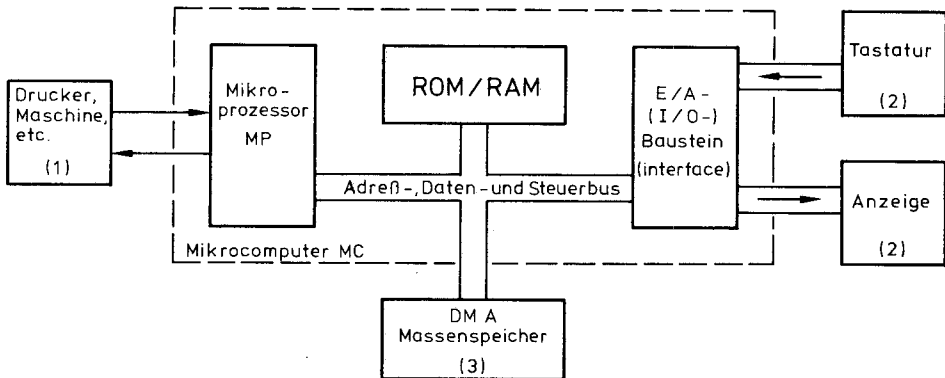 Drucker,
Maschine,
etc.
(1)
Mikro-
prozessor
MP
ROM/RAM
E/A-
(I/O-)
Baustein
(interface)
Tastatur
(2)
Adreß-, Daten- und Steuerbus
Anzeige
(2)
Mikrocomputer MC
DMA
Massenspeicher
(3)